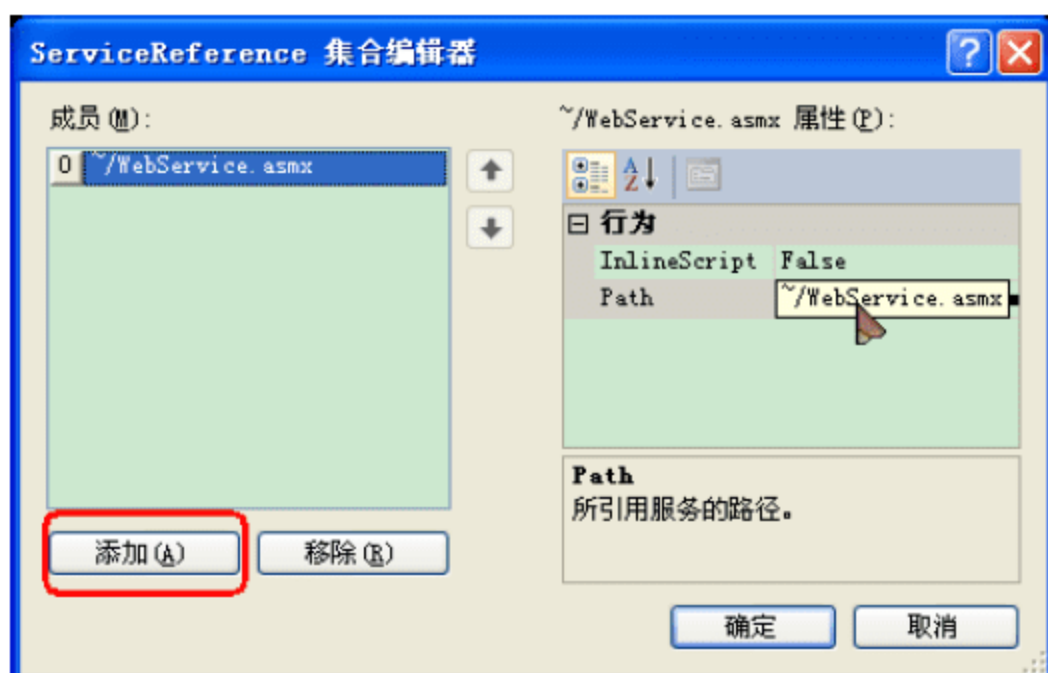 ServiceReference 集合编辑器
成员(M):
0 ~/WebService.asmx
添加(A)
移除(R)
~/WebService.asmx 属性(P):
行为
InlineScript False
Path ~/WebService.asmx
Path
所引用服务的路径。
确定
取消